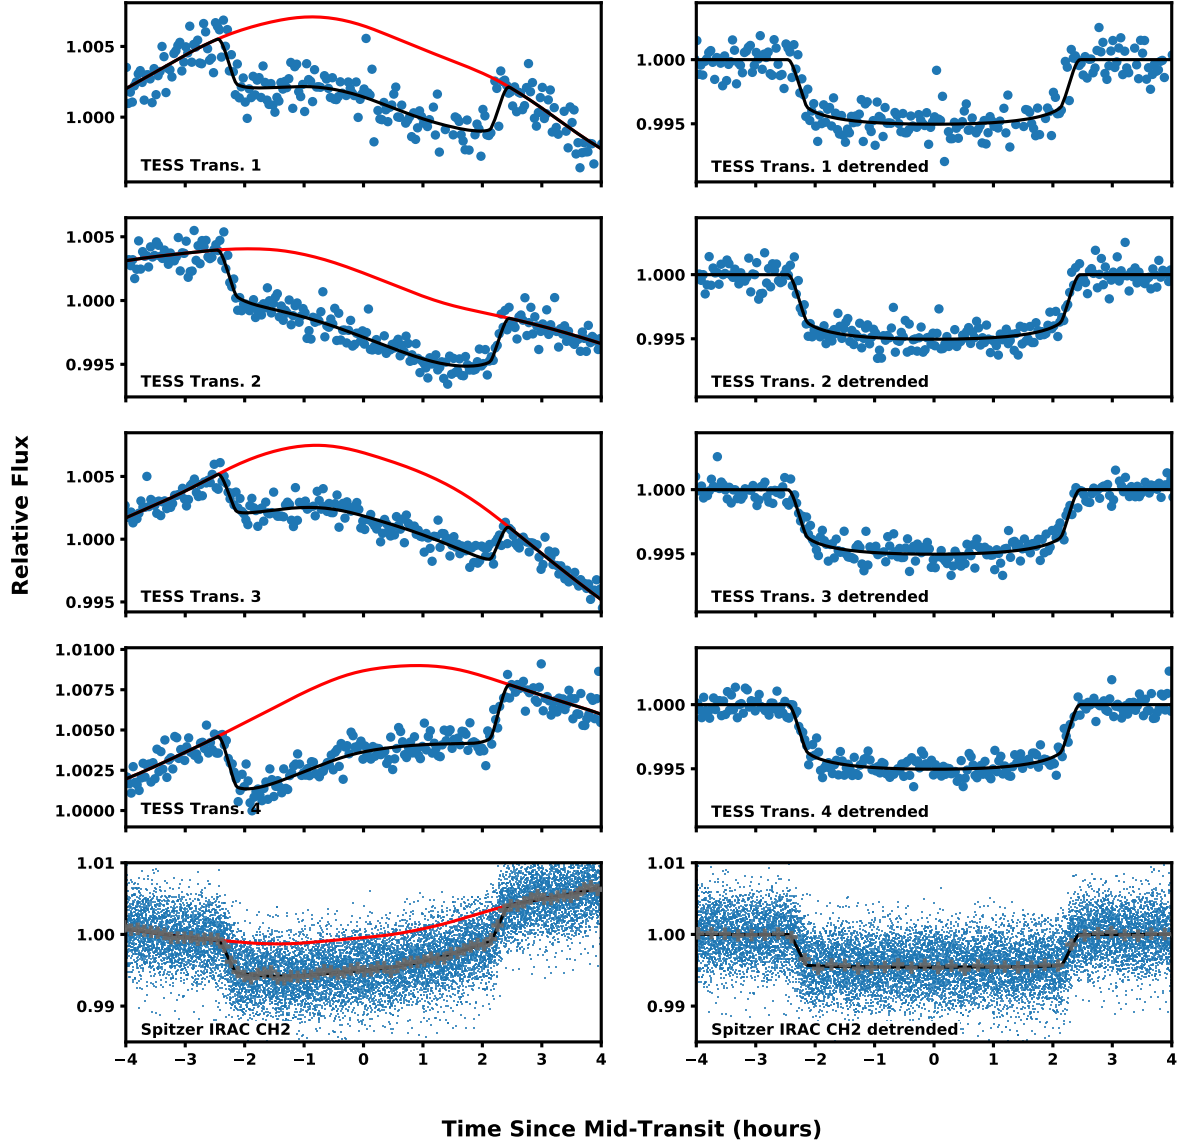 1.005
1.000
TESS Trans. 1
1.000
0.995
TESS Trans. 1 detrended
1.005
1.000
0.995
TESS Trans. 2
1.000
0.995
TESS Trans. 2 detrended
Relative Flux
1.005
1.000
0.995
TESS Trans. 3
1.000
0.995
TESS Trans. 3 detrended
1.0100
1.0075
1.0050
1.0025
1.0000
TESS Trans. 4
1.000
0.995
TESS Trans. 4 detrended
1.01
1.00
0.99
Spitzer IRAC CH2
−4 −3 −2 −1 0 1 2 3 4
1.01
1.00
0.99
Spitzer IRAC CH2 detrended
−4 −3 −2 −1 0 1 2 3 4
Time Since Mid-Transit (hours)